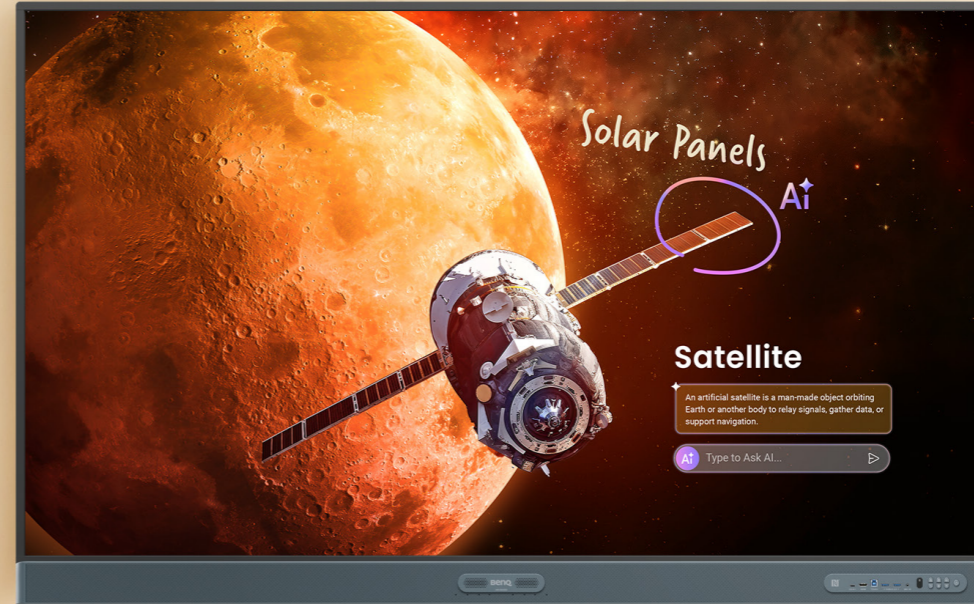 Solar Panels
Ai
Satellite
An artificial satellite is a man-made object orbiting
Earth or another body to relay signals, gather data, or
support navigation.
Ai Type to Ask AI...
BenQ